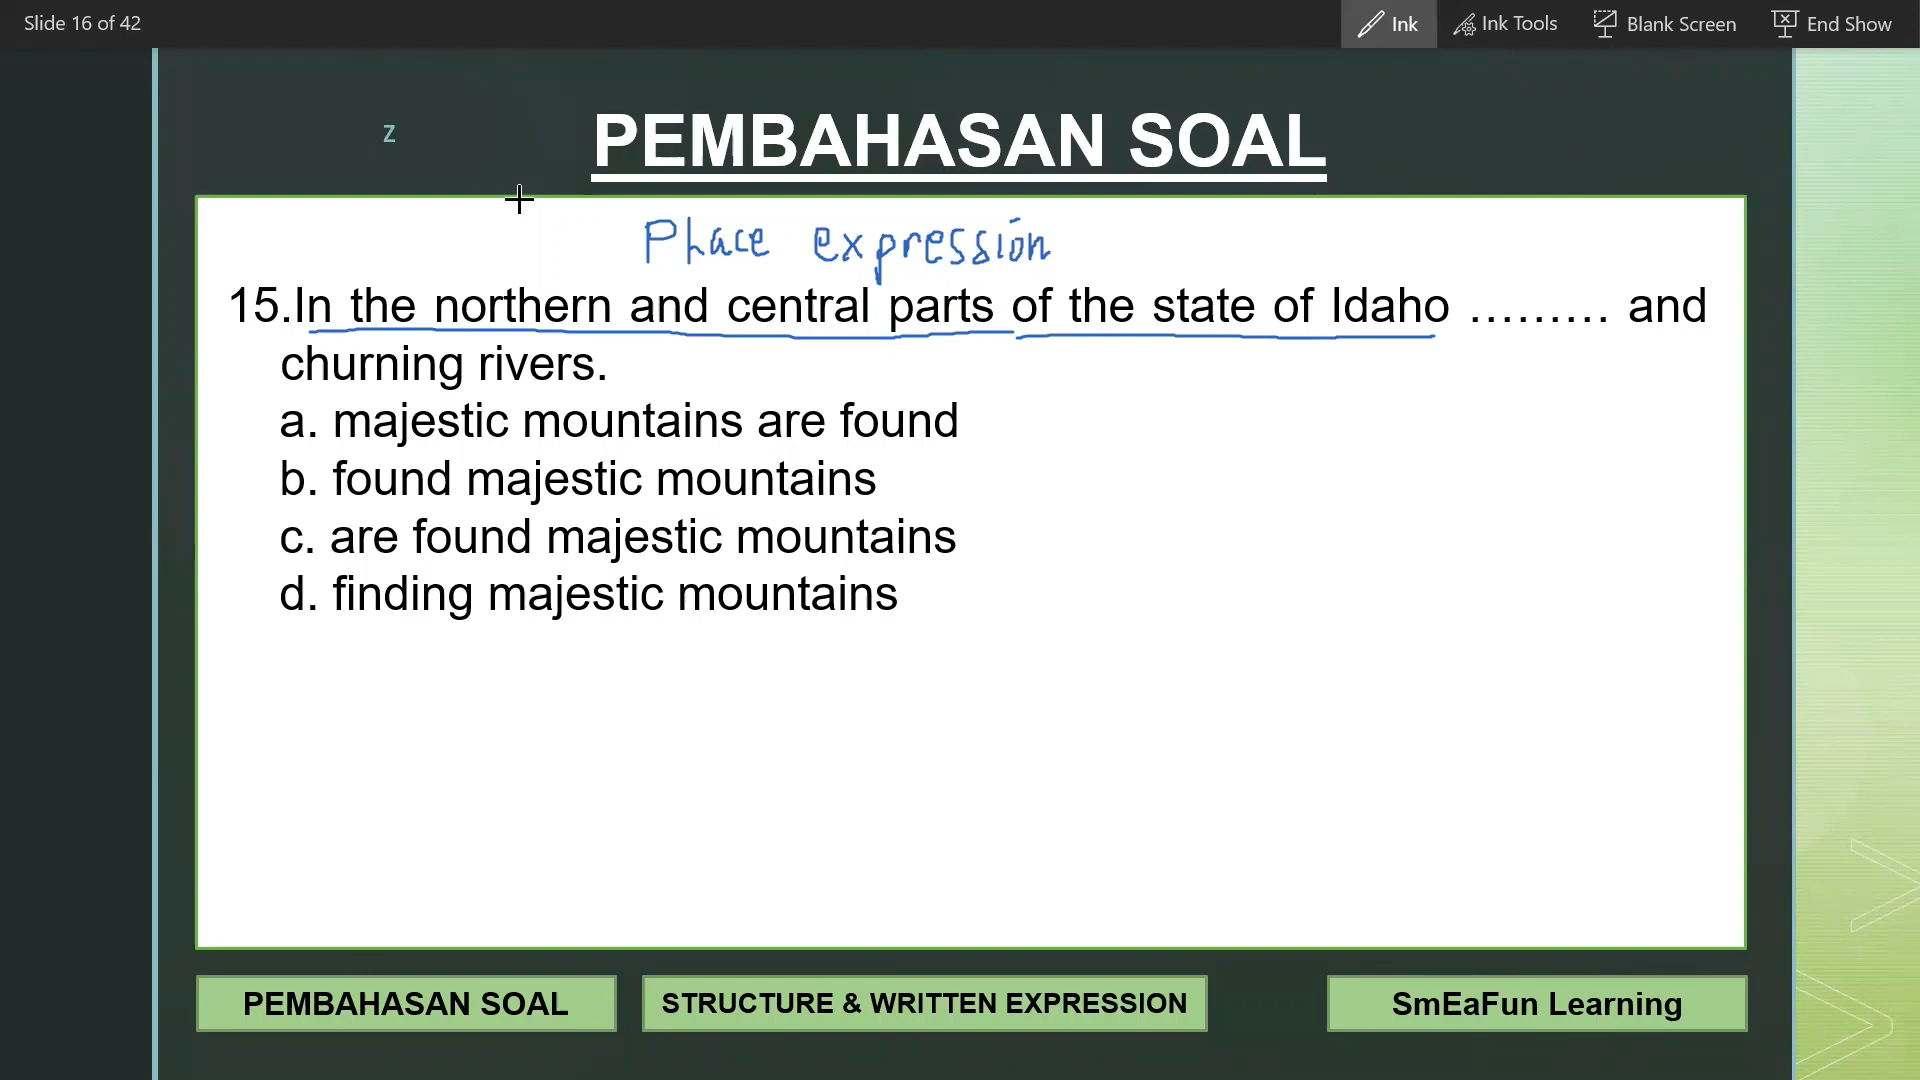 Slide 16 of 42
Ink
Ink Tools
Blank Screen
End Show
z
PEMBAHASAN SOAL
Place expression
15.In the northern and central parts of the state of Idaho ……… and
churning rivers.
a. majestic mountains are found
b. found majestic mountains
c. are found majestic mountains
d. finding majestic mountains
PEMBAHASAN SOAL
STRUCTURE & WRITTEN EXPRESSION
SmEaFun Learning